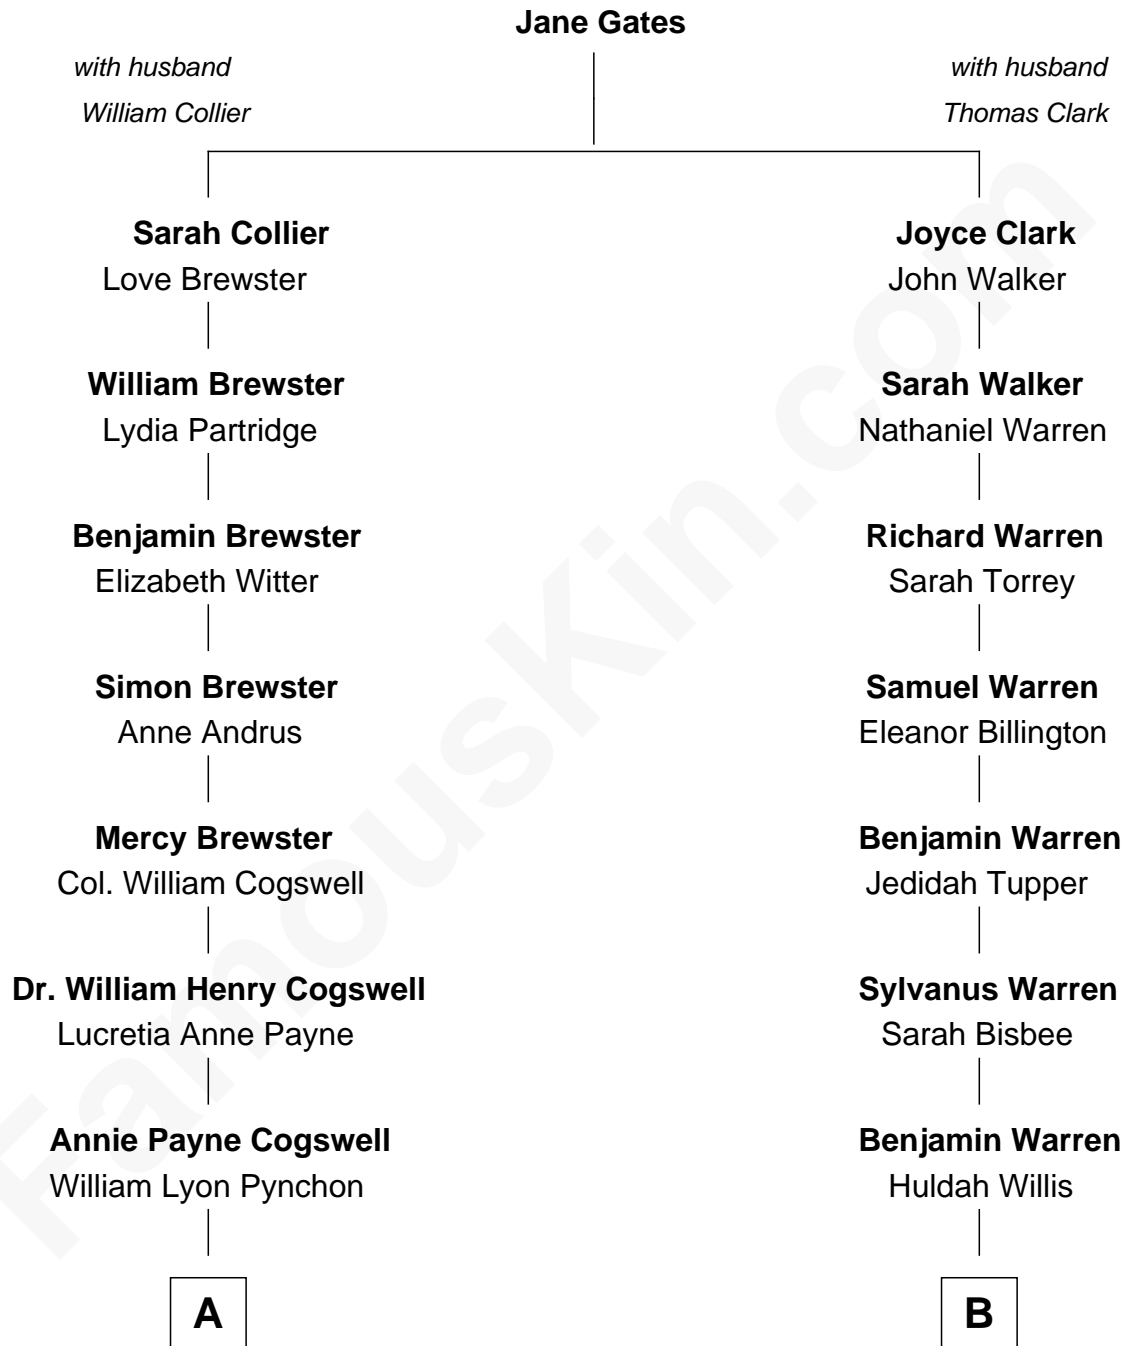 Jane Gates
with husband
William Collier
with husband
Thomas Clark
Sarah Collier
Love Brewster
Joyce Clark
John Walker
William Brewster
Lydia Partridge
Sarah Walker
Nathaniel Warren
Benjamin Brewster
Elizabeth Witter
Richard Warren
Sarah Torrey
Simon Brewster
Anne Andrus
Samuel Warren
Eleanor Billington
Mercy Brewster
Col. William Cogswell
Benjamin Warren
Jedidah Tupper
Dr. William Henry Cogswell
Lucretia Anne Payne
Sylvanus Warren
Sarah Bisbee
Annie Payne Cogswell
William Lyon Pynchon
Benjamin Warren
Huldah Willis
A
B
FamousKin.com